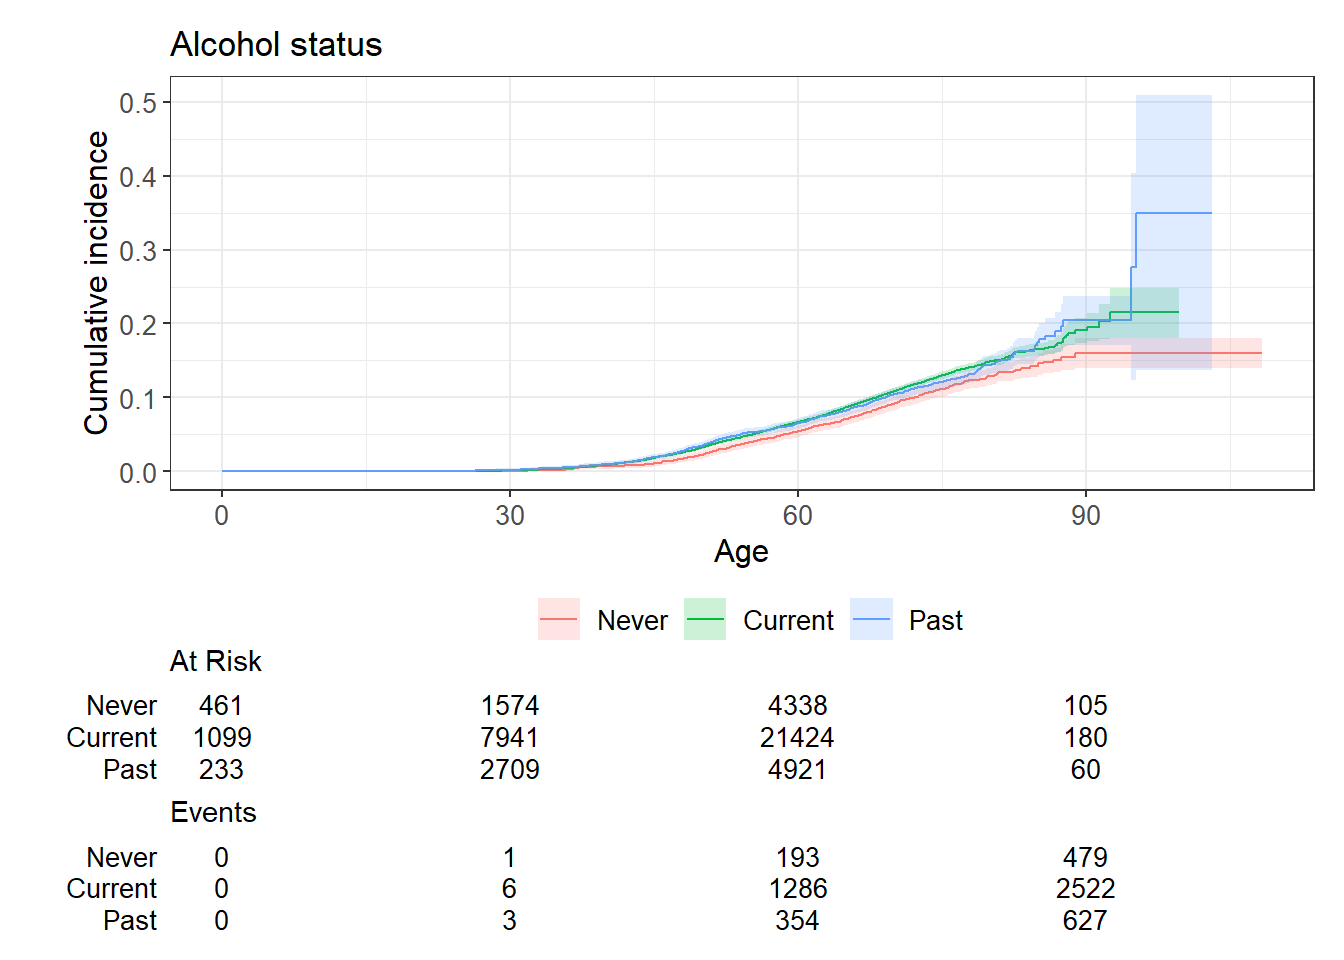 Alcohol status
Cumulative incidence
0.5
0.4
0.3
0.2
0.1
0.0
0 30 60 90
Age
Never Current Past
At Risk
Never 461 1574 4338 105
Current 1099 7941 21424 180
Past 233 2709 4921 60
Events
Never 0 1 193 479
Current 0 6 1286 2522
Past 0 3 354 627